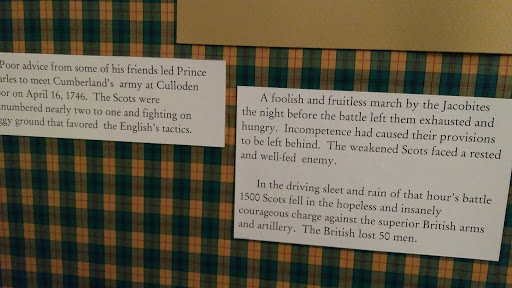 Poor advice from some of his friends led Prince
arles to meet Cumberland's army at Culloden
or on April 16, 1746. The Scots were
numbered nearly two to one and fighting on
ggy ground that favored the English's tactics.
A foolish and fruitless march by the Jacobites
the night before the battle left them exhausted and
hungry. Incompetence had caused their provisions
to be left behind. The weakened Scots faced a rested
and well-fed enemy.
In the driving sleet and rain of that hour's battle
1500 Scots fell in the hopeless and insanely
courageous charge against the superior British arms
and artillery. The British lost 50 men.